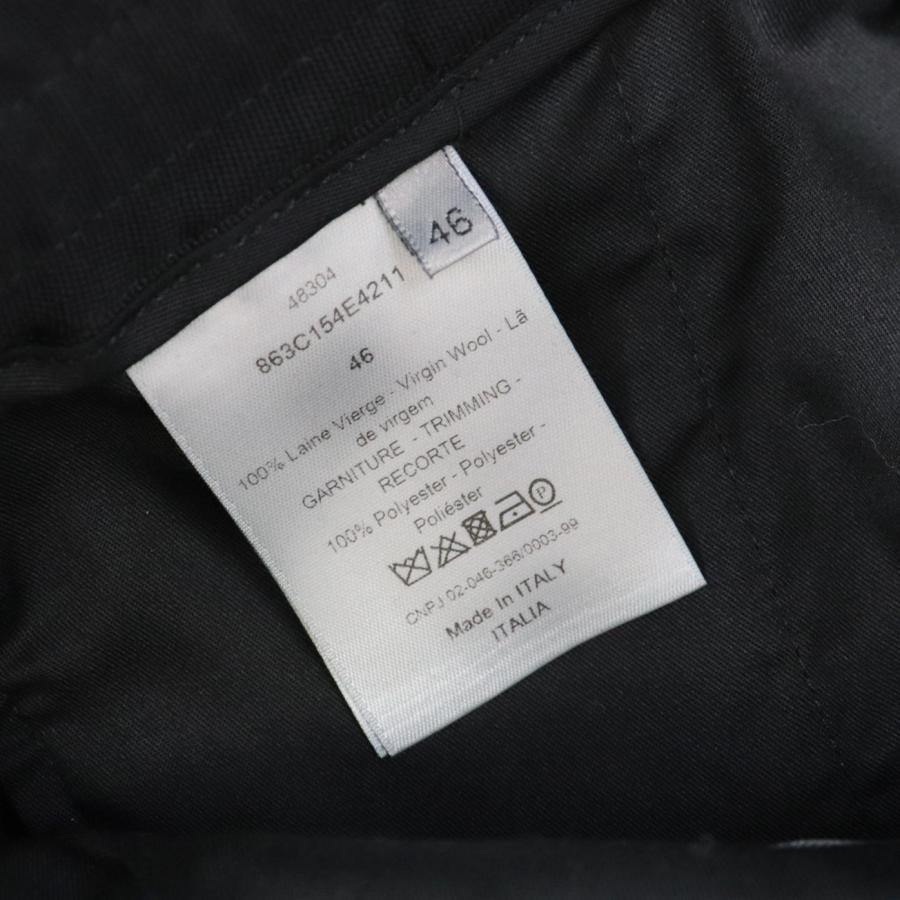 46
48304
863C154E4211
46
100% Laine Vierge - Virgin Wool - Lã
de virgem
GARNITURE - TRIMMING -
RECORTE
100% Polyester - Polyester -
Poliéster
P
CNPJ 02-046-366/0003-99
Made In ITALY
ITALIA